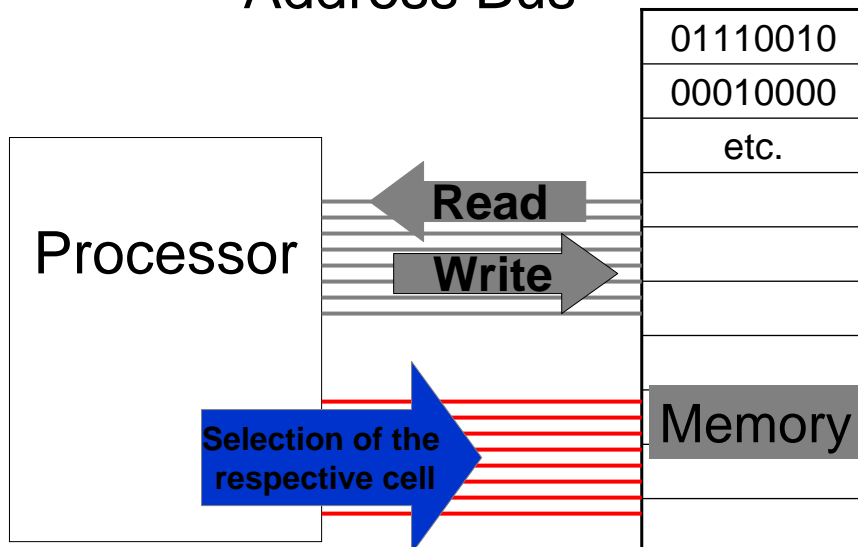 Address Bus
01110010
00010000
etc.
Read
Processor
Write
Memory
Selection of the
respective cell